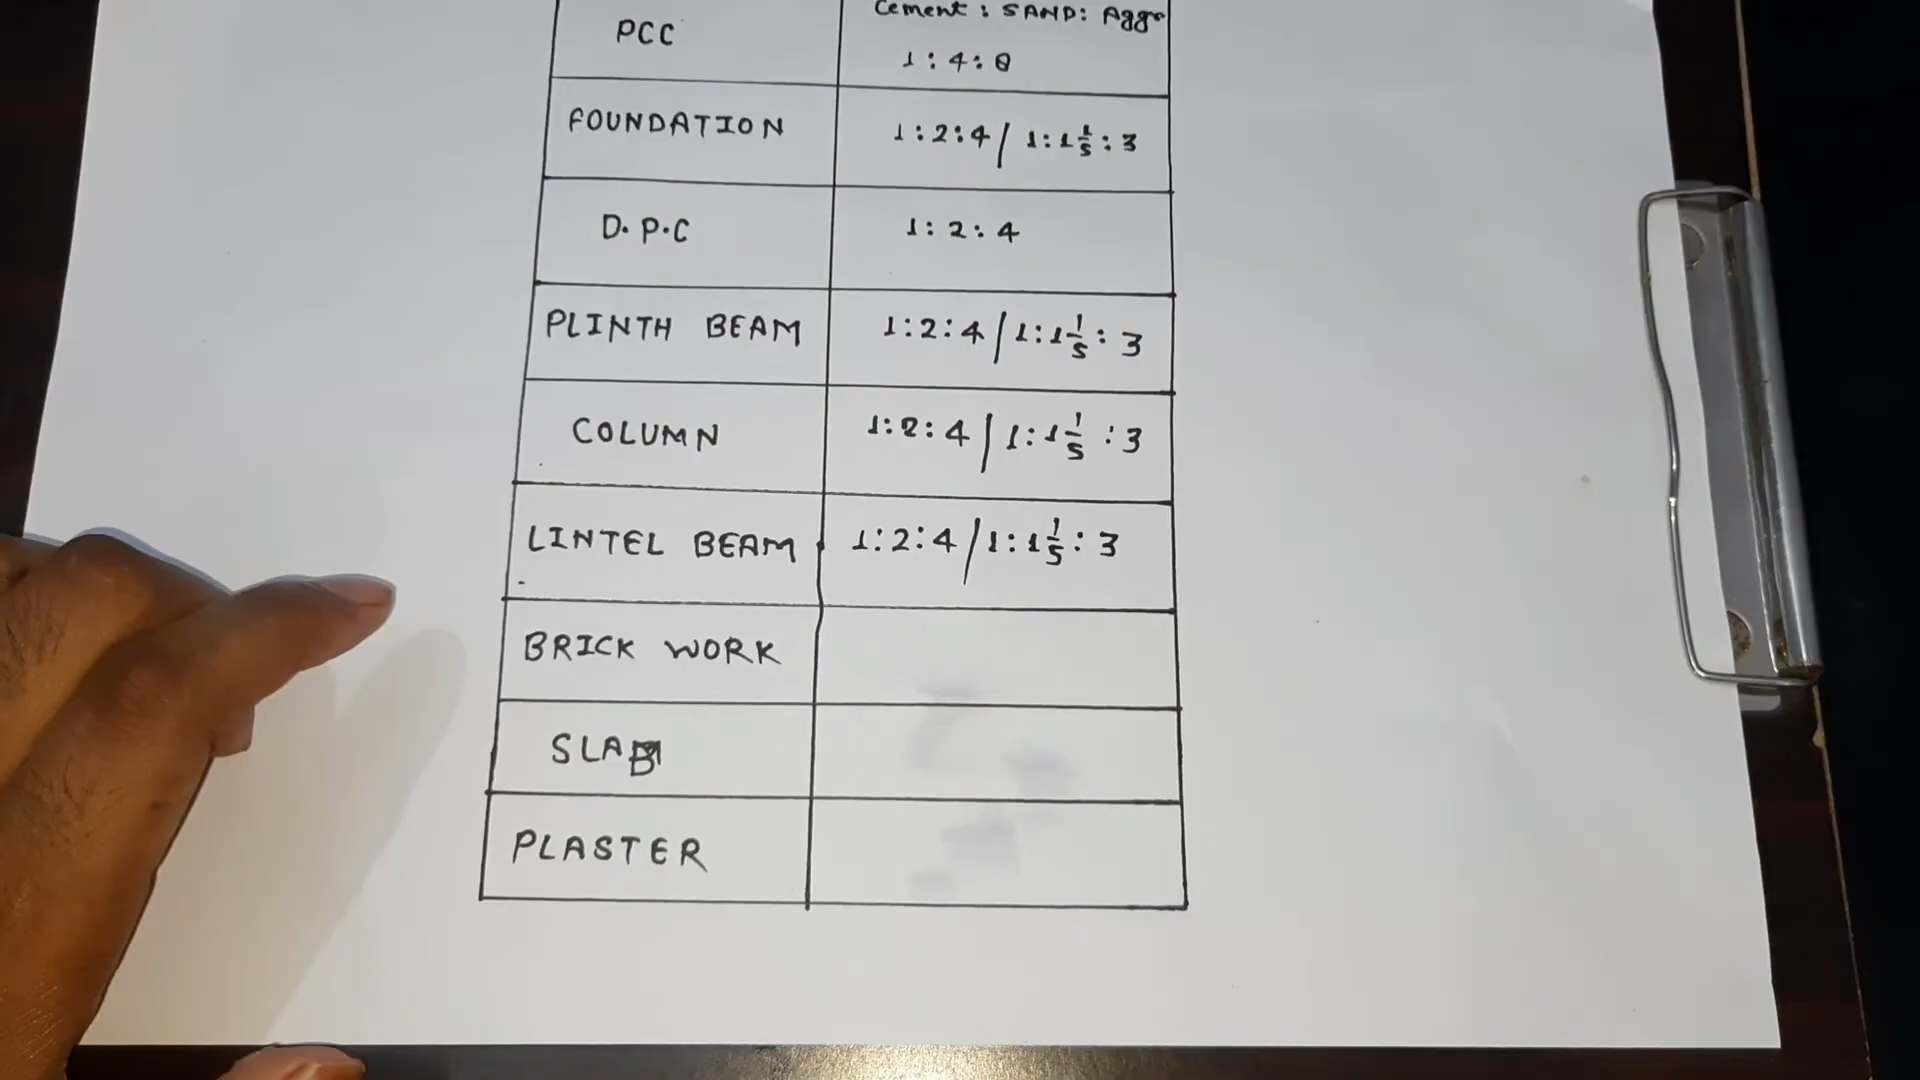 Cement : SAND: Aggr
PCC
1 : 4 : 8
FOUNDATION
1 : 2 : 4 / 1 : 1 1/5 : 3
D.P.C
1 : 2 : 4
PLINTH BEAM
1 : 2 : 4 / 1 : 1 1/5 : 3
COLUMN
1 : 2 : 4 / 1 : 1 1/5 : 3
LINTEL BEAM
1 : 2 : 4 / 1 : 1 1/5 : 3
BRICK WORK
SLAB
PLASTER